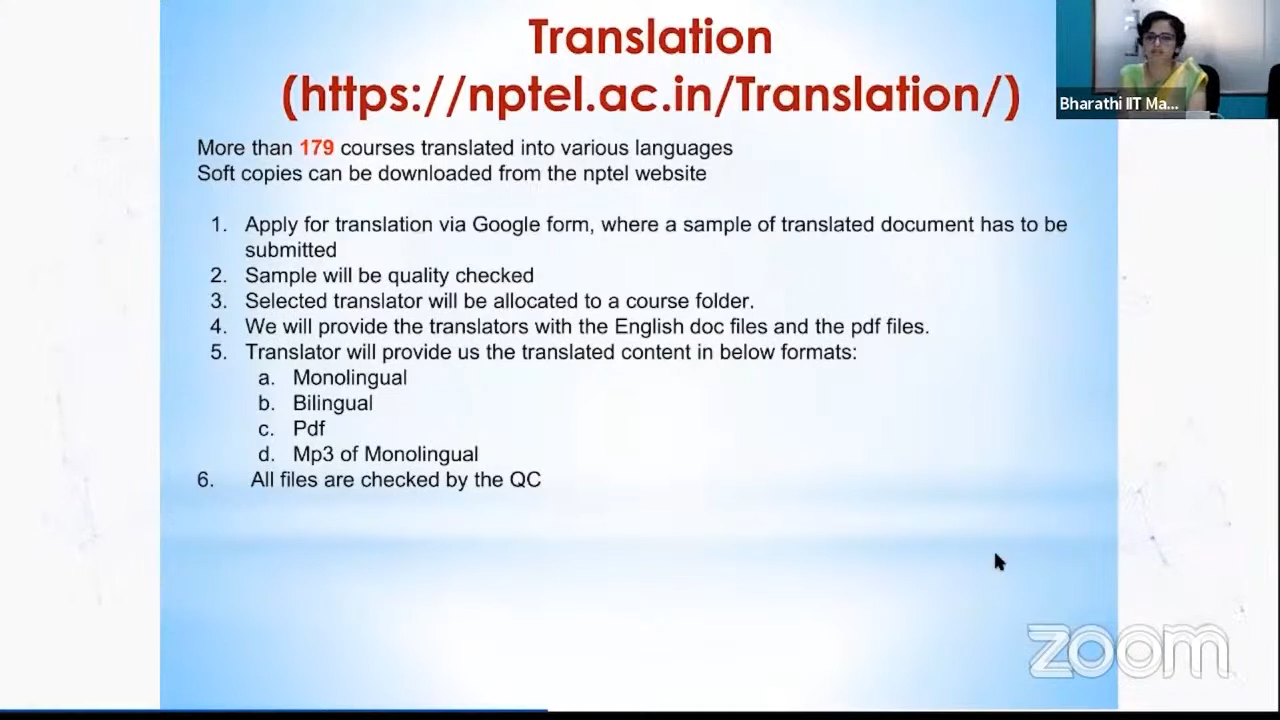 Translation
(https://nptel.ac.in/Translation/)
Bharathi IIT Ma...
More than 179 courses translated into various languages
Soft copies can be downloaded from the nptel website
1. Apply for translation via Google form, where a sample of translated document has to be
submitted
2. Sample will be quality checked
3. Selected translator will be allocated to a course folder.
4. We will provide the translators with the English doc files and the pdf files.
5. Translator will provide us the translated content in below formats:
a. Monolingual
b. Bilingual
c. Pdf
d. Mp3 of Monolingual
6. All files are checked by the QC
zoom